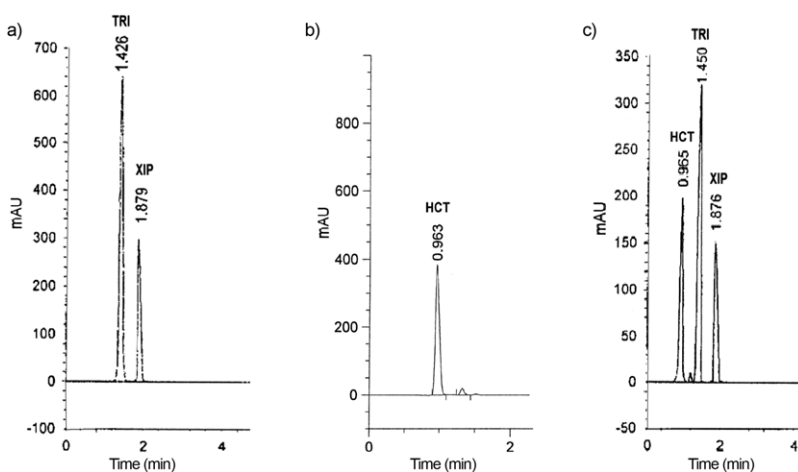 a)
TRI
1.426
XIP
1.879
700
600
500
400
300
200
100
0
-100
mAU
0
2
4
Time (min)
b)
HCT
0.963
800
600
400
200
0
mAU
0
2
Time (min)
c)
TRI
1.450
HCT
0.965
XIP
1.876
350
300
250
200
150
100
50
0
-50
mAU
0
2
4
Time (min)